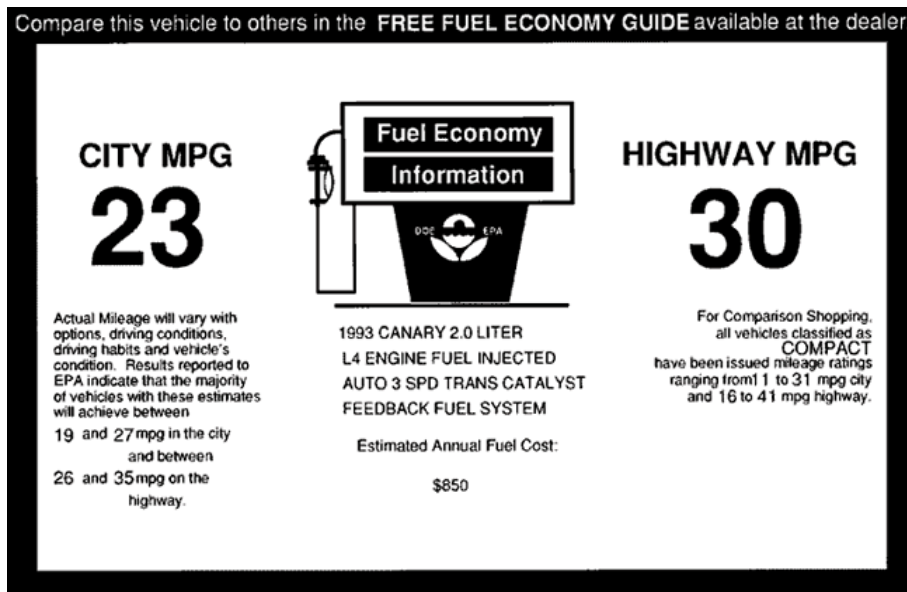 Compare this vehicle to others in the FREE FUEL ECONOMY GUIDE available at the dealer
CITY MPG
23
Actual Mileage will vary with
options, driving conditions,
driving habits and vehicle's
condition. Results reported to
EPA indicate that the majority
of vehicles with these estimates
will achieve between
19 and 27 mpg in the city
and between
26 and 35 mpg on the
highway.
Fuel Economy
Information
DOE EPA
1993 CANARY 2.0 LITER
L4 ENGINE FUEL INJECTED
AUTO 3 SPD TRANS CATALYST
FEEDBACK FUEL SYSTEM
Estimated Annual Fuel Cost:
$850
HIGHWAY MPG
30
For Comparison Shopping,
all vehicles classified as
COMPACT
have been issued mileage ratings
ranging from 11 to 31 mpg city
and 16 to 41 mpg highway.